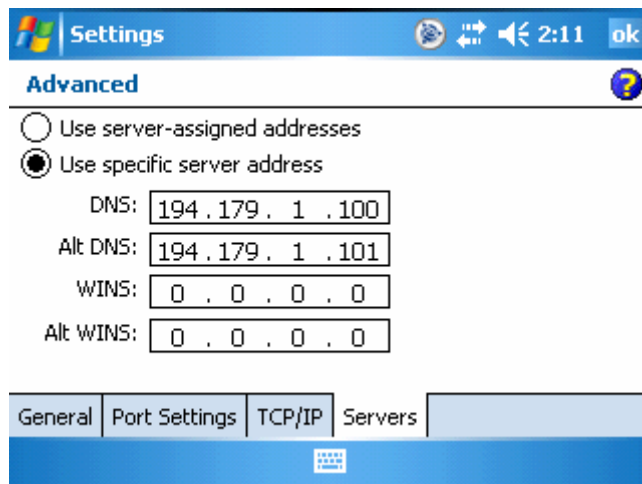 Settings 2:11 ok
Advanced ?
Use server-assigned addresses
Use specific server address
DNS: 194 . 179 . 1 . 100
Alt DNS: 194 . 179 . 1 . 101
WINS: 0 . 0 . 0 . 0
Alt WINS: 0 . 0 . 0 . 0
General Port Settings TCP/IP Servers